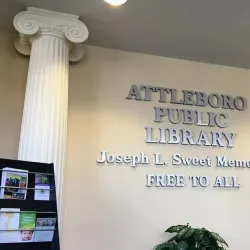 ATTLEBORO
PUBLIC
LIBRARY
Joseph L. Sweet Memo
FREE TO ALL